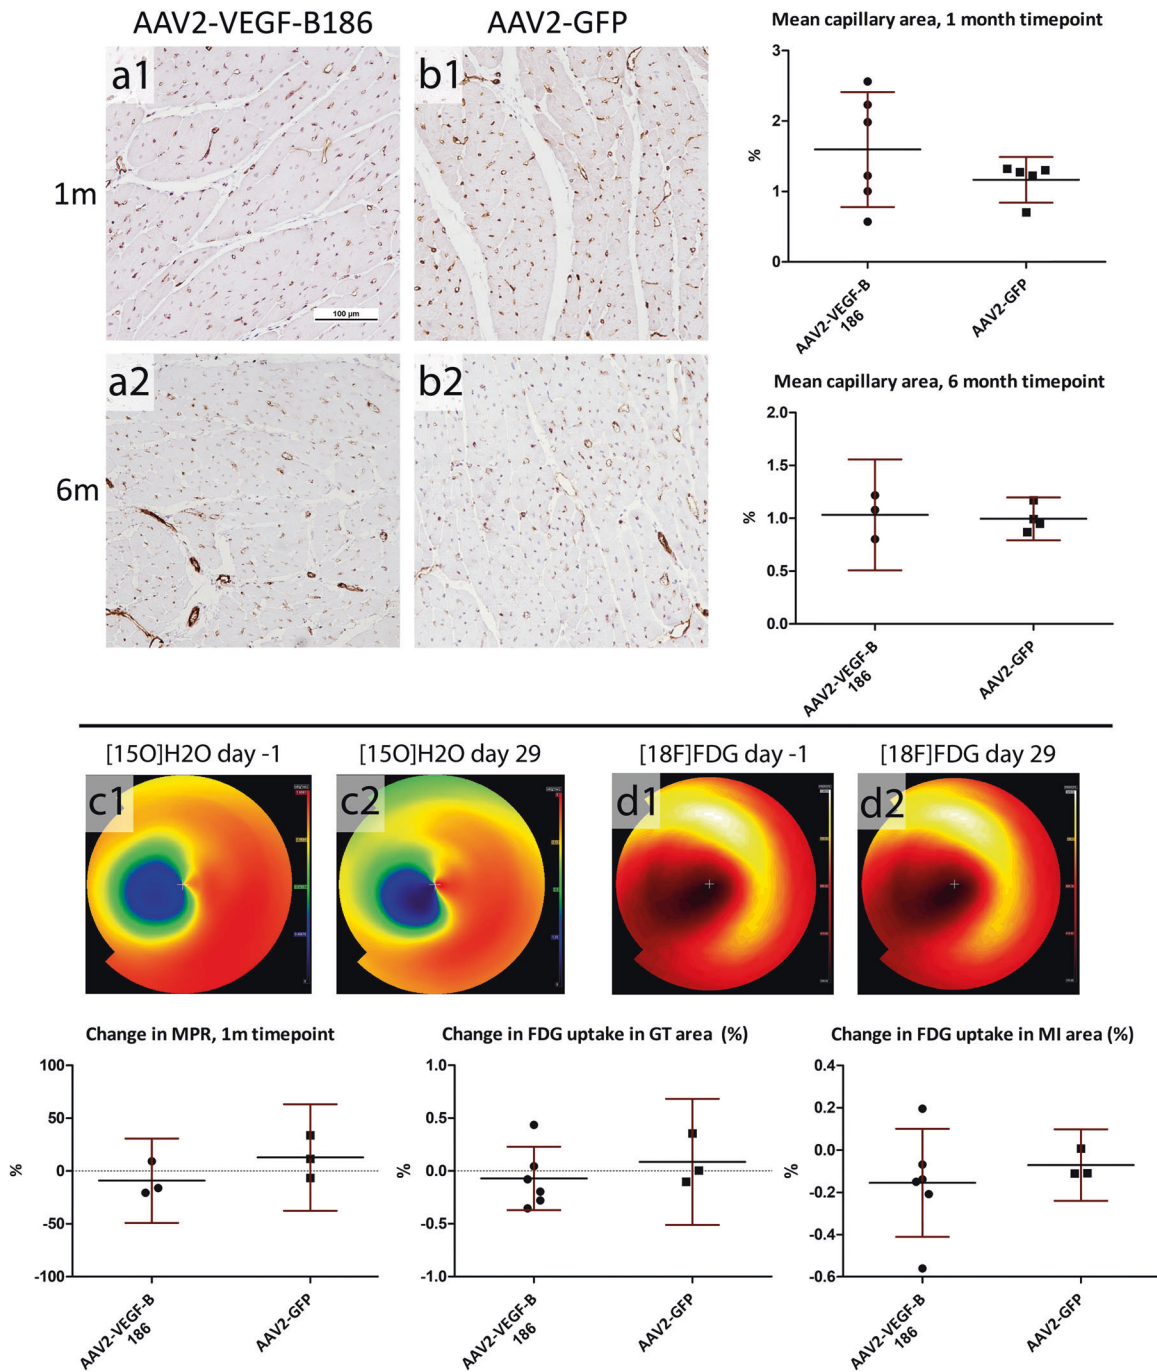 AAV2-VEGF-B186
AAV2-GFP
1m
a1
b1
100 µm
6m
a2
b2
Mean capillary area, 1 month timepoint
3
2
1
0
%
AAV2-VEGF-B
186
AAV2-GFP
Mean capillary area, 6 month timepoint
2.0
1.5
1.0
0.5
0.0
%
AAV2-VEGF-B
186
AAV2-GFP
[15O]H2O day -1
[15O]H2O day 29
[18F]FDG day -1
[18F]FDG day 29
c1
c2
d1
d2
Change in MPR, 1m timepoint
100
50
0
-50
-100
%
AAV2-VEGF-B
186
AAV2-GFP
Change in FDG uptake in GT area (%)
1.0
0.5
0.0
-0.5
-1.0
%
AAV2-VEGF-B
186
AAV2-GFP
Change in FDG uptake in MI area (%)
0.4
0.2
0.0
-0.2
-0.4
-0.6
%
AAV2-VEGF-B
186
AAV2-GFP